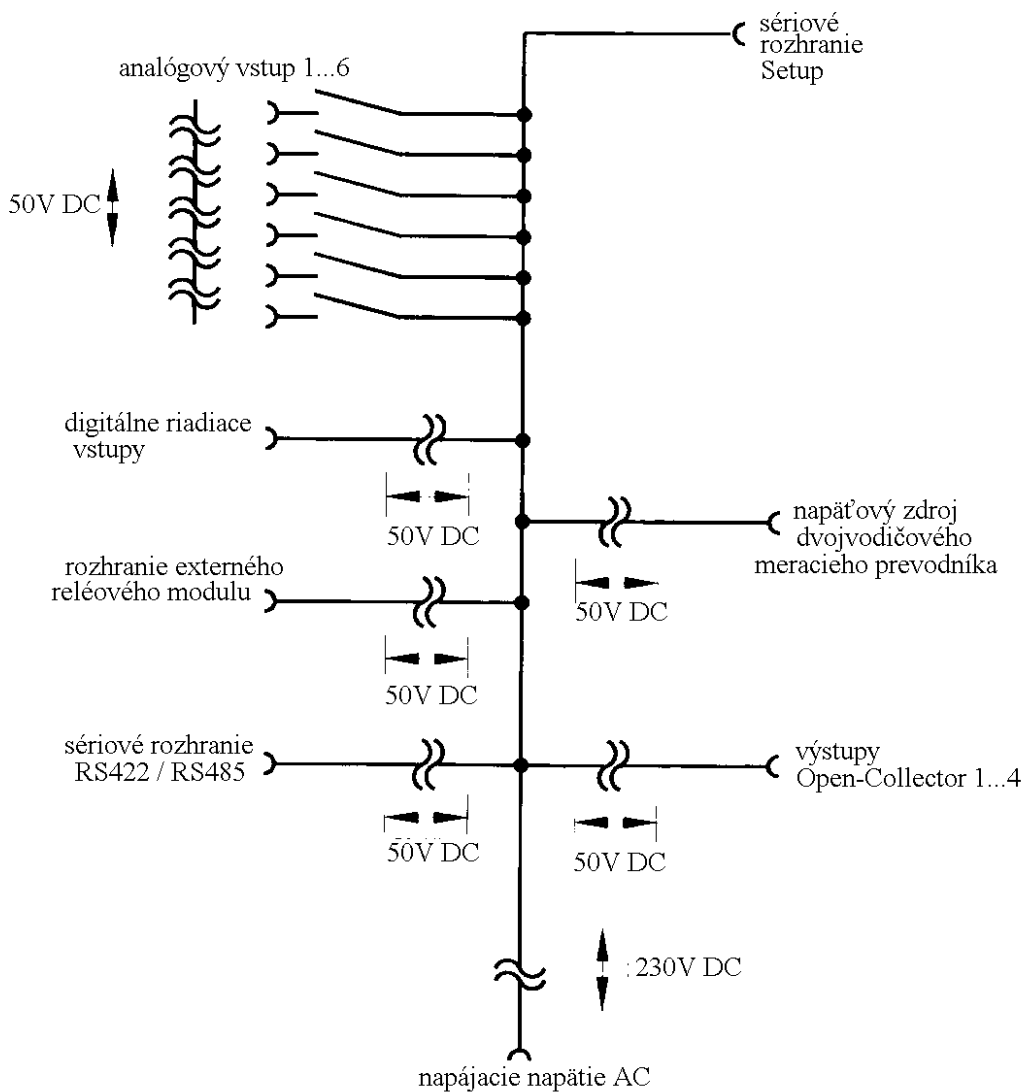 sériové
rozhranie
Setup
analógový vstup 1...6
50V DC
digitálne riadiace
vstupy
50V DC
napäťový zdroj
dvojvodičového
meracieho prevodníka
50V DC
rozhranie externého
reléového modulu
50V DC
sériové rozhranie
RS422 / RS485
50V DC
výstupy
Open-Collector 1...4
50V DC
: 230V DC
napájacie napätie AC